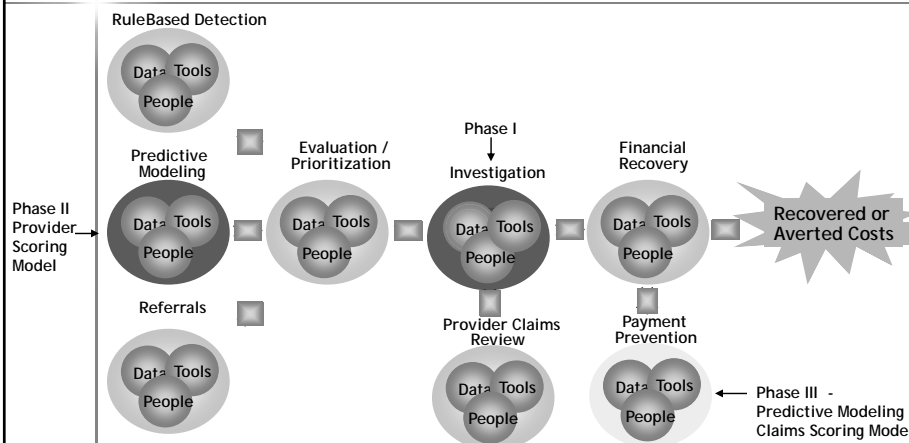 RuleBased Detection
Data Tools
People
Phase I
Evaluation /
Prioritization
Financial
Recovery
Predictive
Modeling
Investigation
Phase II
Provider
Scoring
Model
Data Tools
People
Data Tools
People
Data Tools
People
Data Tools
People
Recovered or
Averted Costs
Referrals
Data Tools
People
Provider Claims
Review
Data Tools
People
Payment
Prevention
Data Tools
People
Phase III -
Predictive Modeling
Claims Scoring Mode